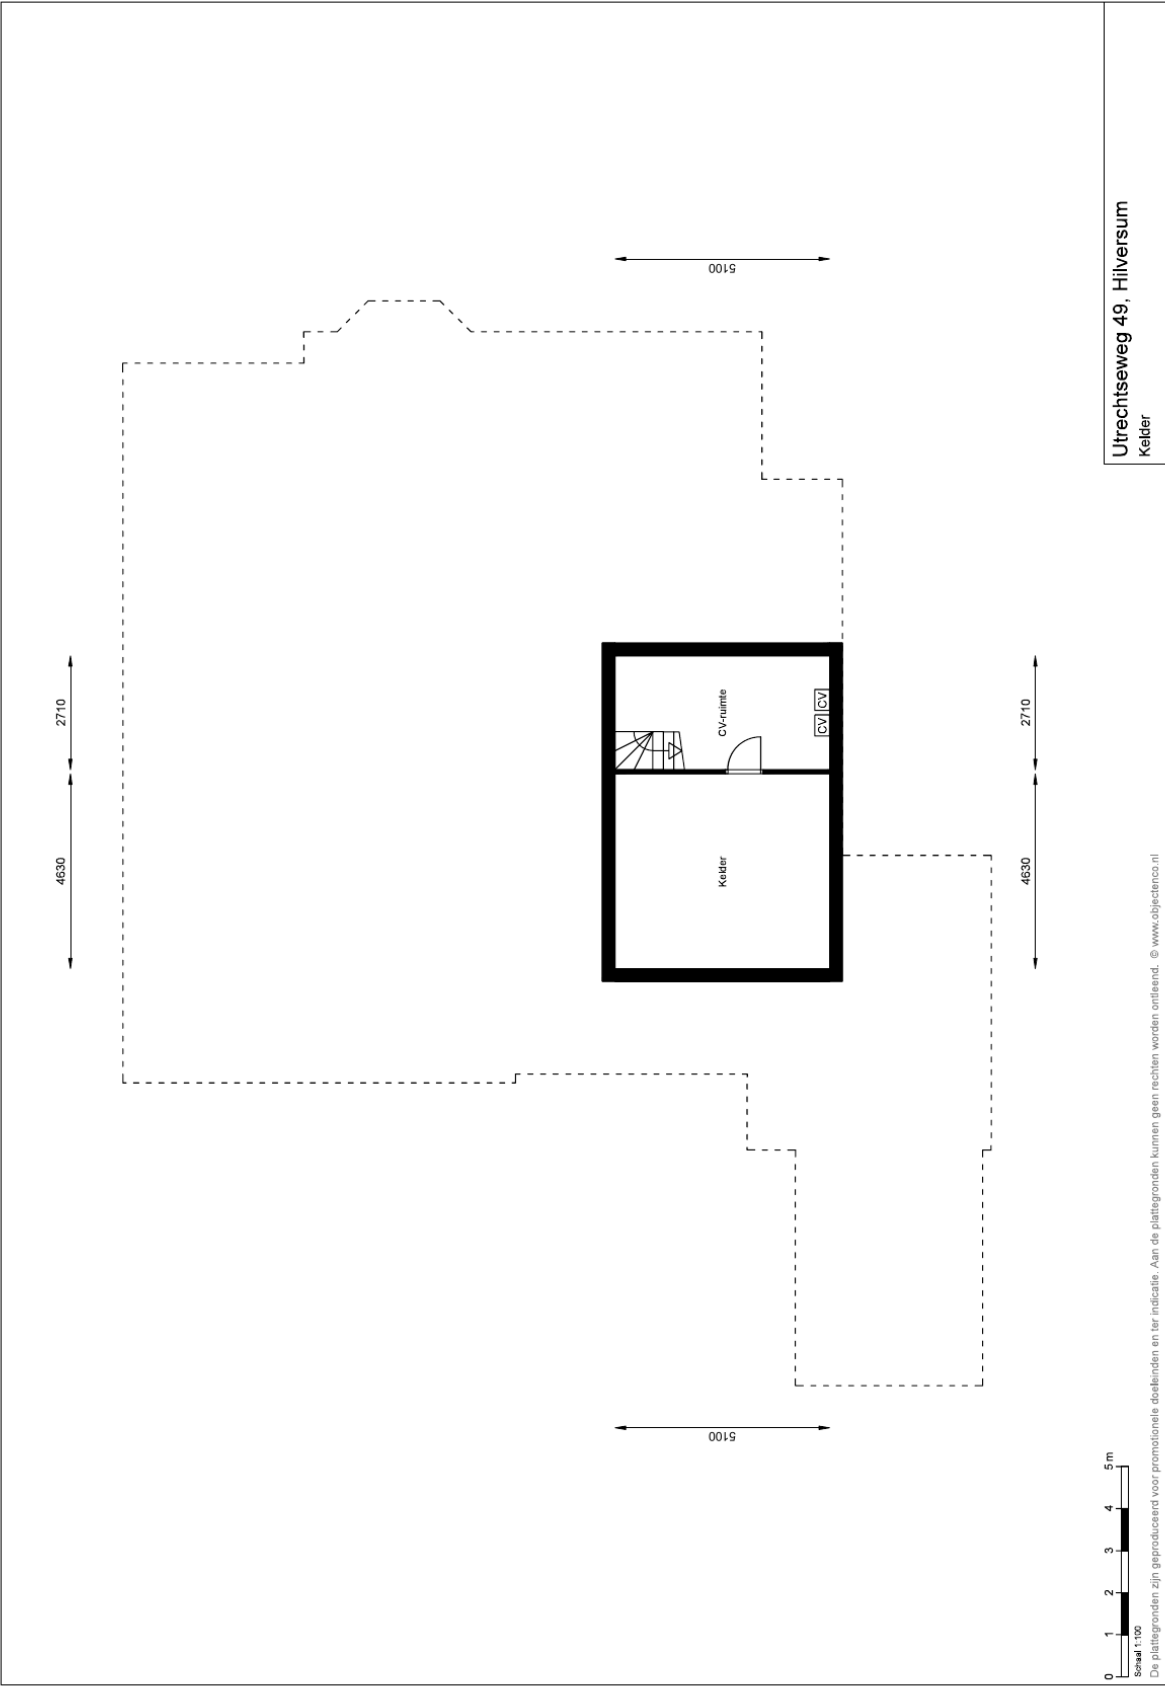 Utrechtseweg 49, Hilversum
Kelder
5100
2710
4630
CV-ruimte
CV
CV
Kelder
2710
4630
5100
0 1 2 3 4 5 m
Schaal 1:100
De plattegronden zijn geproduceerd voor promotionele doeleinden en ter indicatie. Aan de plattegronden kunnen geen rechten worden ontleend. © www.objectenco.nl